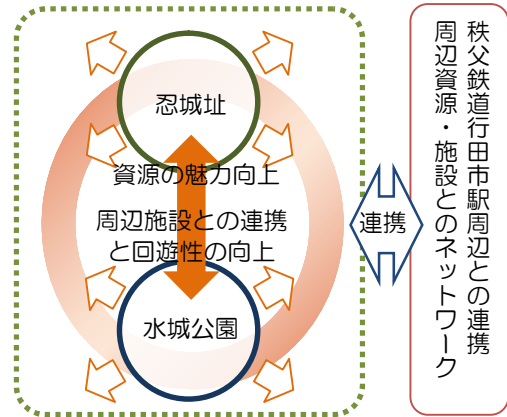 忍城址
資源の魅力向上
周辺施設との連携
と回遊性の向上
水城公園
連携
秩父鉄道行田市駅周辺との連携
周辺資源・施設とのネットワーク